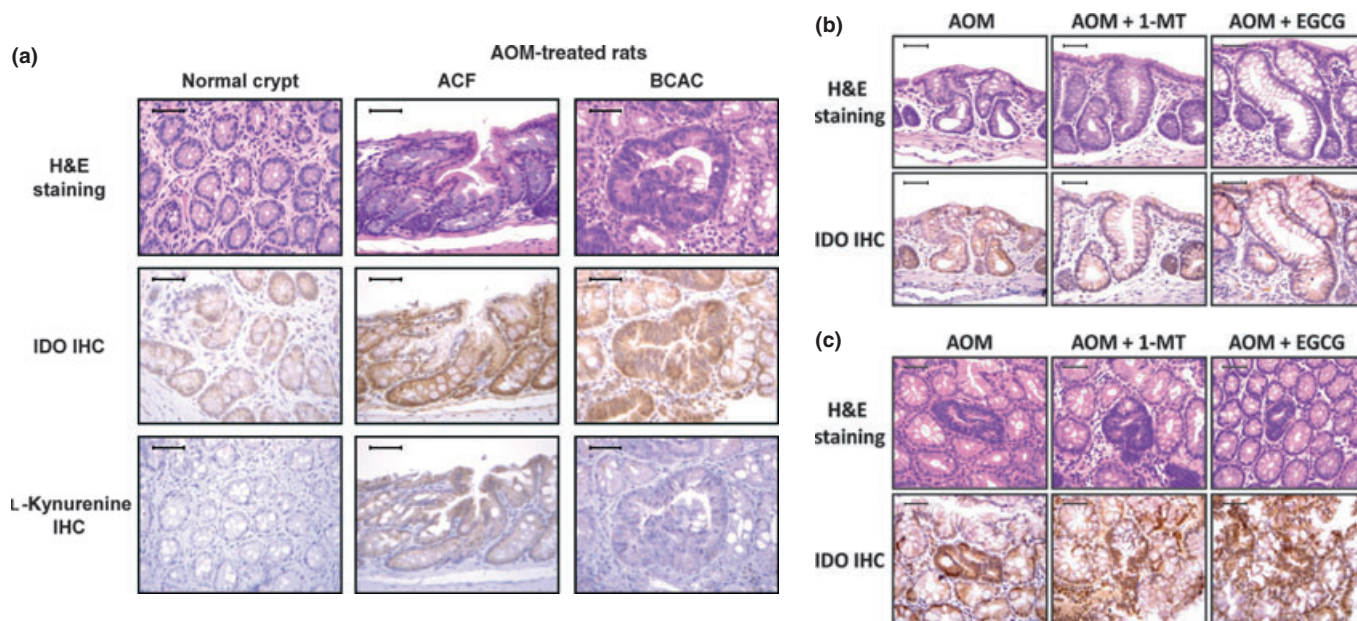 (a)
AOM-treated rats
Normal crypt ACF BCAC
H&E
staining
IDO IHC
L-Kynurenine
IHC
(b)
AOM AOM + 1-MT AOM + EGCG
H&E
staining
IDO IHC
(c)
AOM AOM + 1-MT AOM + EGCG
H&E
staining
IDO IHC